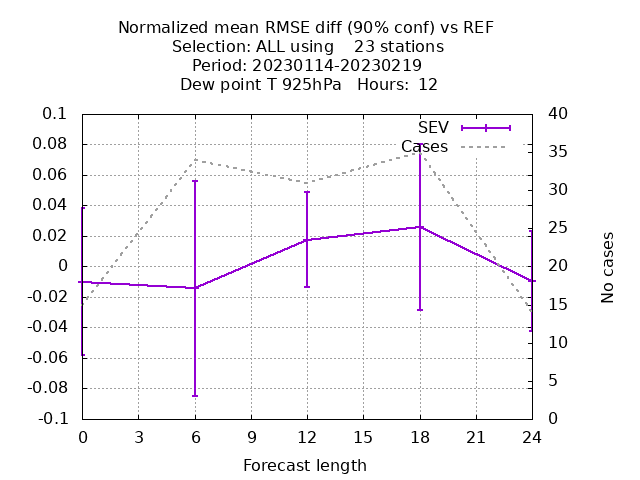 Normalized mean RMSE diff (90% conf) vs REF
Selection: ALL using    23 stations
Period: 20230114-20230219
Dew point T 925hPa   Hours:  12
0.1
0.08
0.06
0.04
0.02
0
-0.02
-0.04
-0.06
-0.08
-0.1
SEV
Cases
40
35
30
25
20
15
10
5
0
No cases
0 3 6 9 12 15 18 21 24
Forecast length